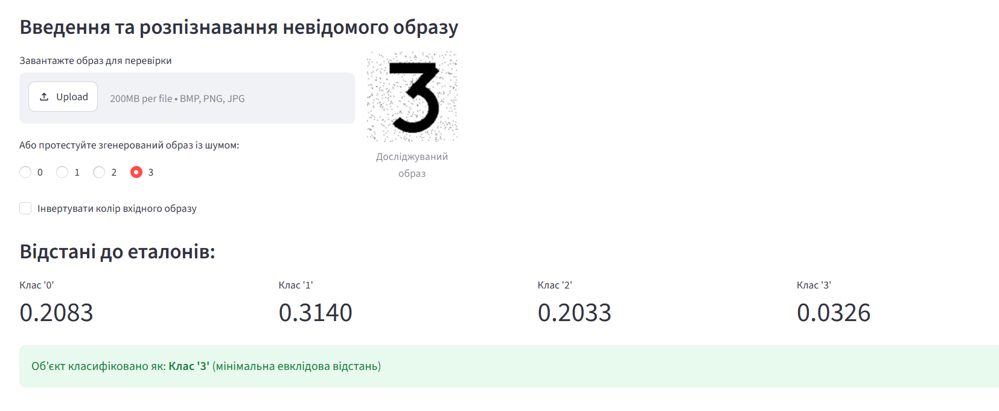 Введення та розпізнавання невідомого образу
Завантажте образ для перевірки
Upload
200MB per file • BMP, PNG, JPG
3
Досліджуваний
образ
Або протестуйте згенерований образ із шумом:
0 1 2 3
Інвертувати колір вхідного образу
Відстані до еталонів:
Клас '0'
0.2083
Клас '1'
0.3140
Клас '2'
0.2033
Клас '3'
0.0326
Об'єкт класифіковано як: Клас '3' (мінімальна евклідова відстань)